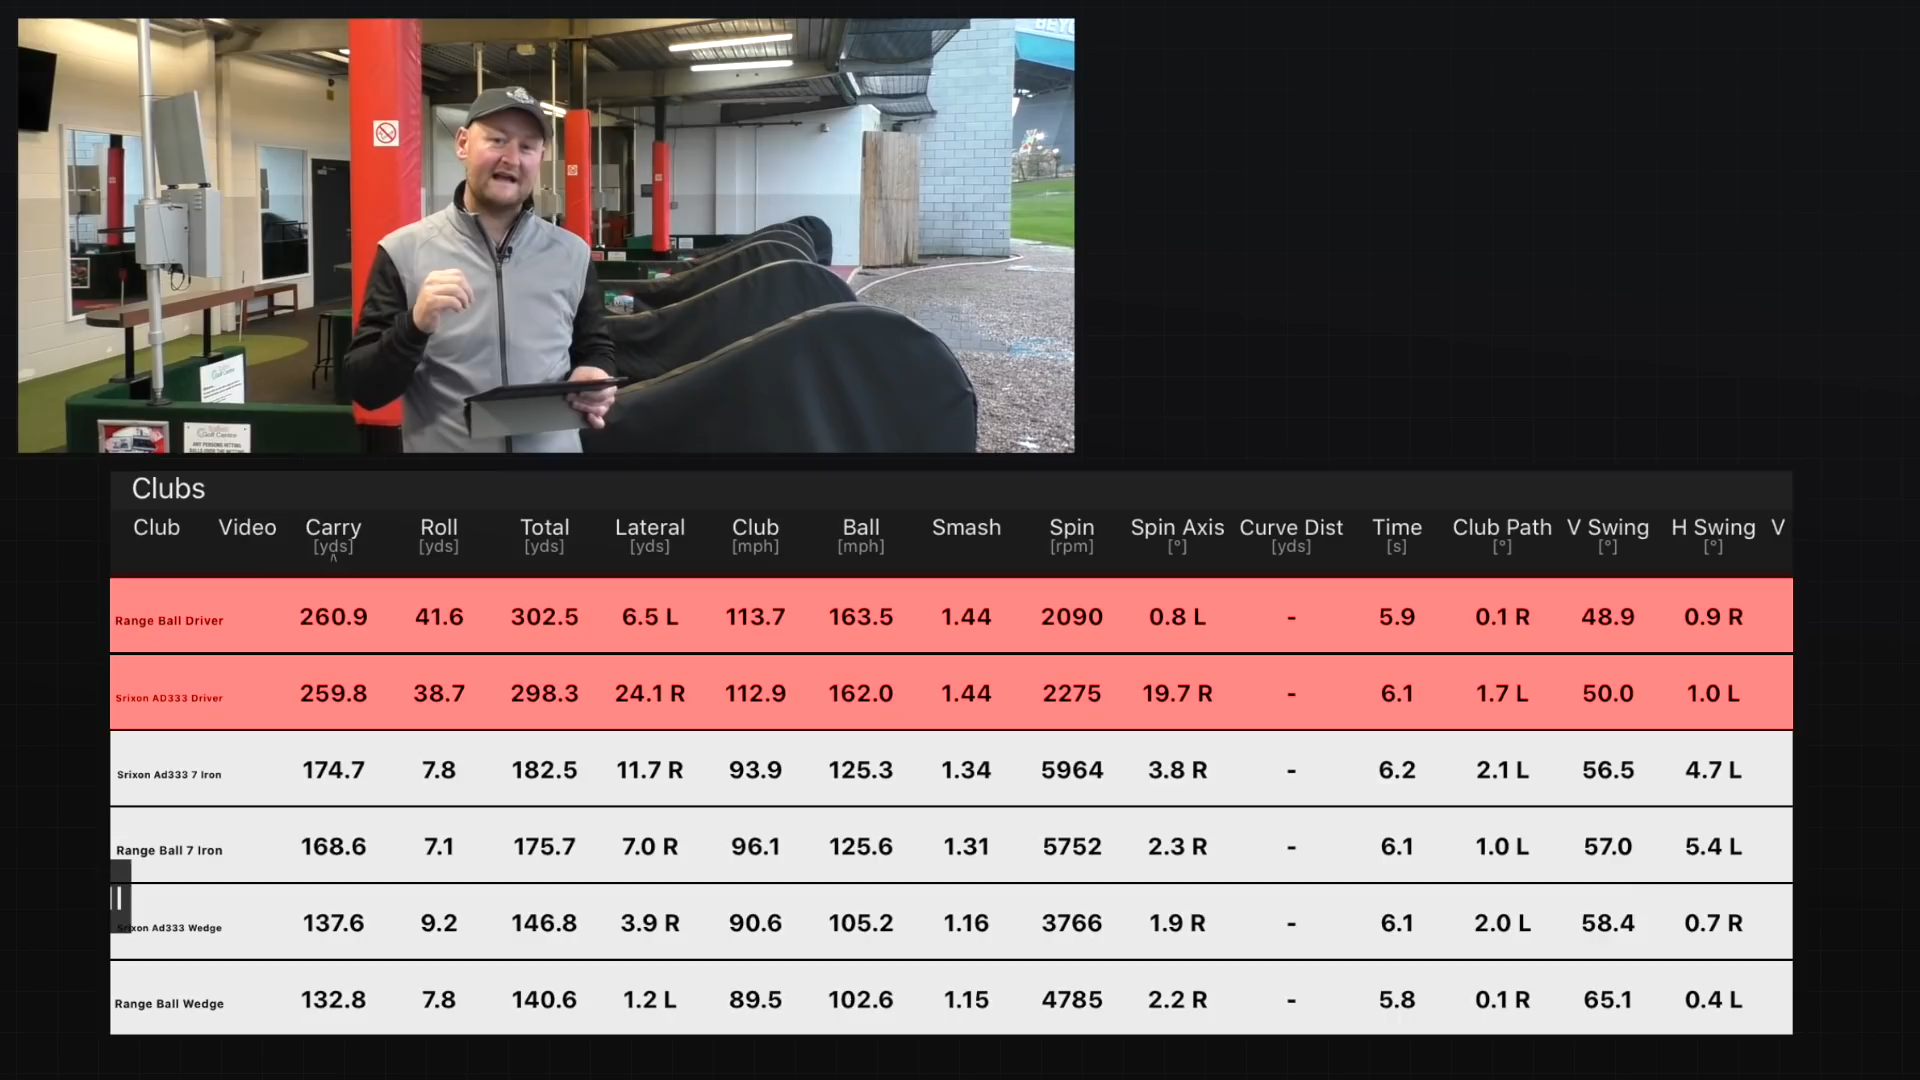 Clubs
Club Video Carry Roll Total Lateral Club Ball Smash Spin Spin Axis Curve Dist Time Club Path V Swing H Swing V
[yds] [yds] [yds] [yds] [mph] [mph] [rpm] [°] [yds] [s] [°] [°] [°]
Range Ball Driver 260.9 41.6 302.5 6.5 L 113.7 163.5 1.44 2090 0.8 L - 5.9 0.1 R 48.9 0.9 R
Srixon AD333 Driver 259.8 38.7 298.3 24.1 R 112.9 162.0 1.44 2275 19.7 R - 6.1 1.7 L 50.0 1.0 L
Srixon Ad333 7 Iron 174.7 7.8 182.5 11.7 R 93.9 125.3 1.34 5964 3.8 R - 6.2 2.1 L 56.5 4.7 L
Range Ball 7 Iron 168.6 7.1 175.7 7.0 R 96.1 125.6 1.31 5752 2.3 R - 6.1 1.0 L 57.0 5.4 L
Srixon Ad333 Wedge 137.6 9.2 146.8 3.9 R 90.6 105.2 1.16 3766 1.9 R - 6.1 2.0 L 58.4 0.7 R
Range Ball Wedge 132.8 7.8 140.6 1.2 L 89.5 102.6 1.15 4785 2.2 R - 5.8 0.1 R 65.1 0.4 L